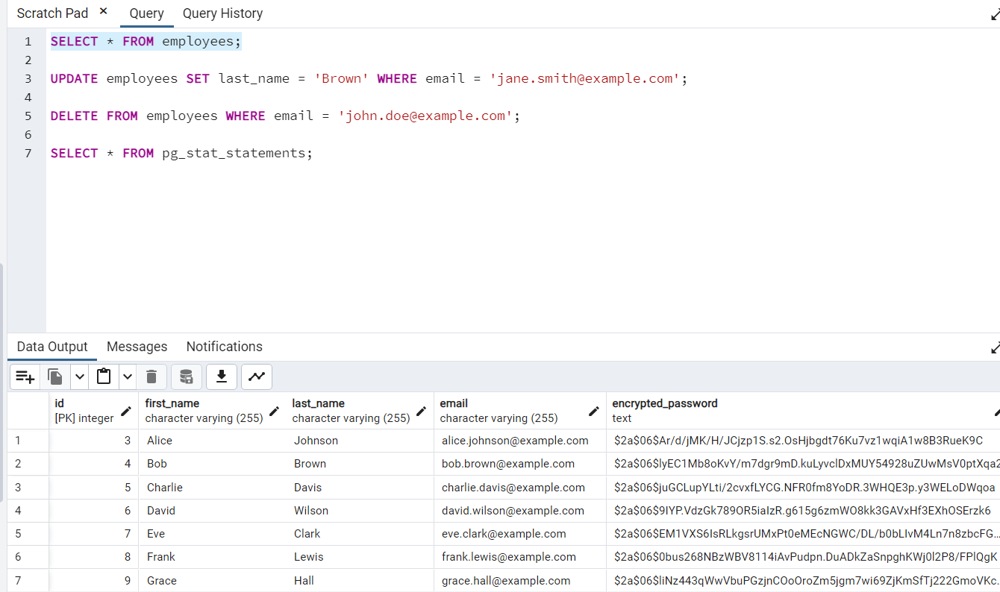 Scratch Pad × Query Query History
1 SELECT * FROM employees;
2
3 UPDATE employees SET last_name = 'Brown' WHERE email = 'jane.smith@example.com';
4
5 DELETE FROM employees WHERE email = 'john.doe@example.com';
6
7 SELECT * FROM pg_stat_statements;
Data Output Messages Notifications
id first_name last_name email encrypted_password
[PK] integer character varying (255) character varying (255) character varying (255) text
1 3 Alice Johnson alice.johnson@example.com $2a$06$Ar/d/jMK/H/JCjzp1S.s2.OsHjbgdt76Ku7vz1wqiA1w8B3RueK9C
2 4 Bob Brown bob.brown@example.com $2a$06$lyEC1Mb8oKvY/m7dgr9mD.kuLyvclDxMUY54928uZUwMsV0ptXqa2
3 5 Charlie Davis charlie.davis@example.com $2a$06$juGCLupYLti/2cvxfLYCG.NFR0fm8YoDR.3WHQE3p.y3WELoDWqoa
4 6 David Wilson david.wilson@example.com $2a$06$9IYP.VdzGk789OR5iaIzR.g615g6zmWO8kk3GAVxHf3EXhOSErzk6
5 7 Eve Clark eve.clark@example.com $2a$06$EM1VXS6IsRLkgsrUMxPt0eMEcNGWC/DL/b0bLIvM4Ln7n8zbcFG...
6 8 Frank Lewis frank.lewis@example.com $2a$06$0bus268NBzWBV8114iAvPudpn.DuADkZaSnpghKWj0l2P8/FPlQgK
7 9 Grace Hall grace.hall@example.com $2a$06$liNz443qWwVbuPGzjnCOoOroZm5jgm7wi69ZjKmSfTj222GmoVKc.